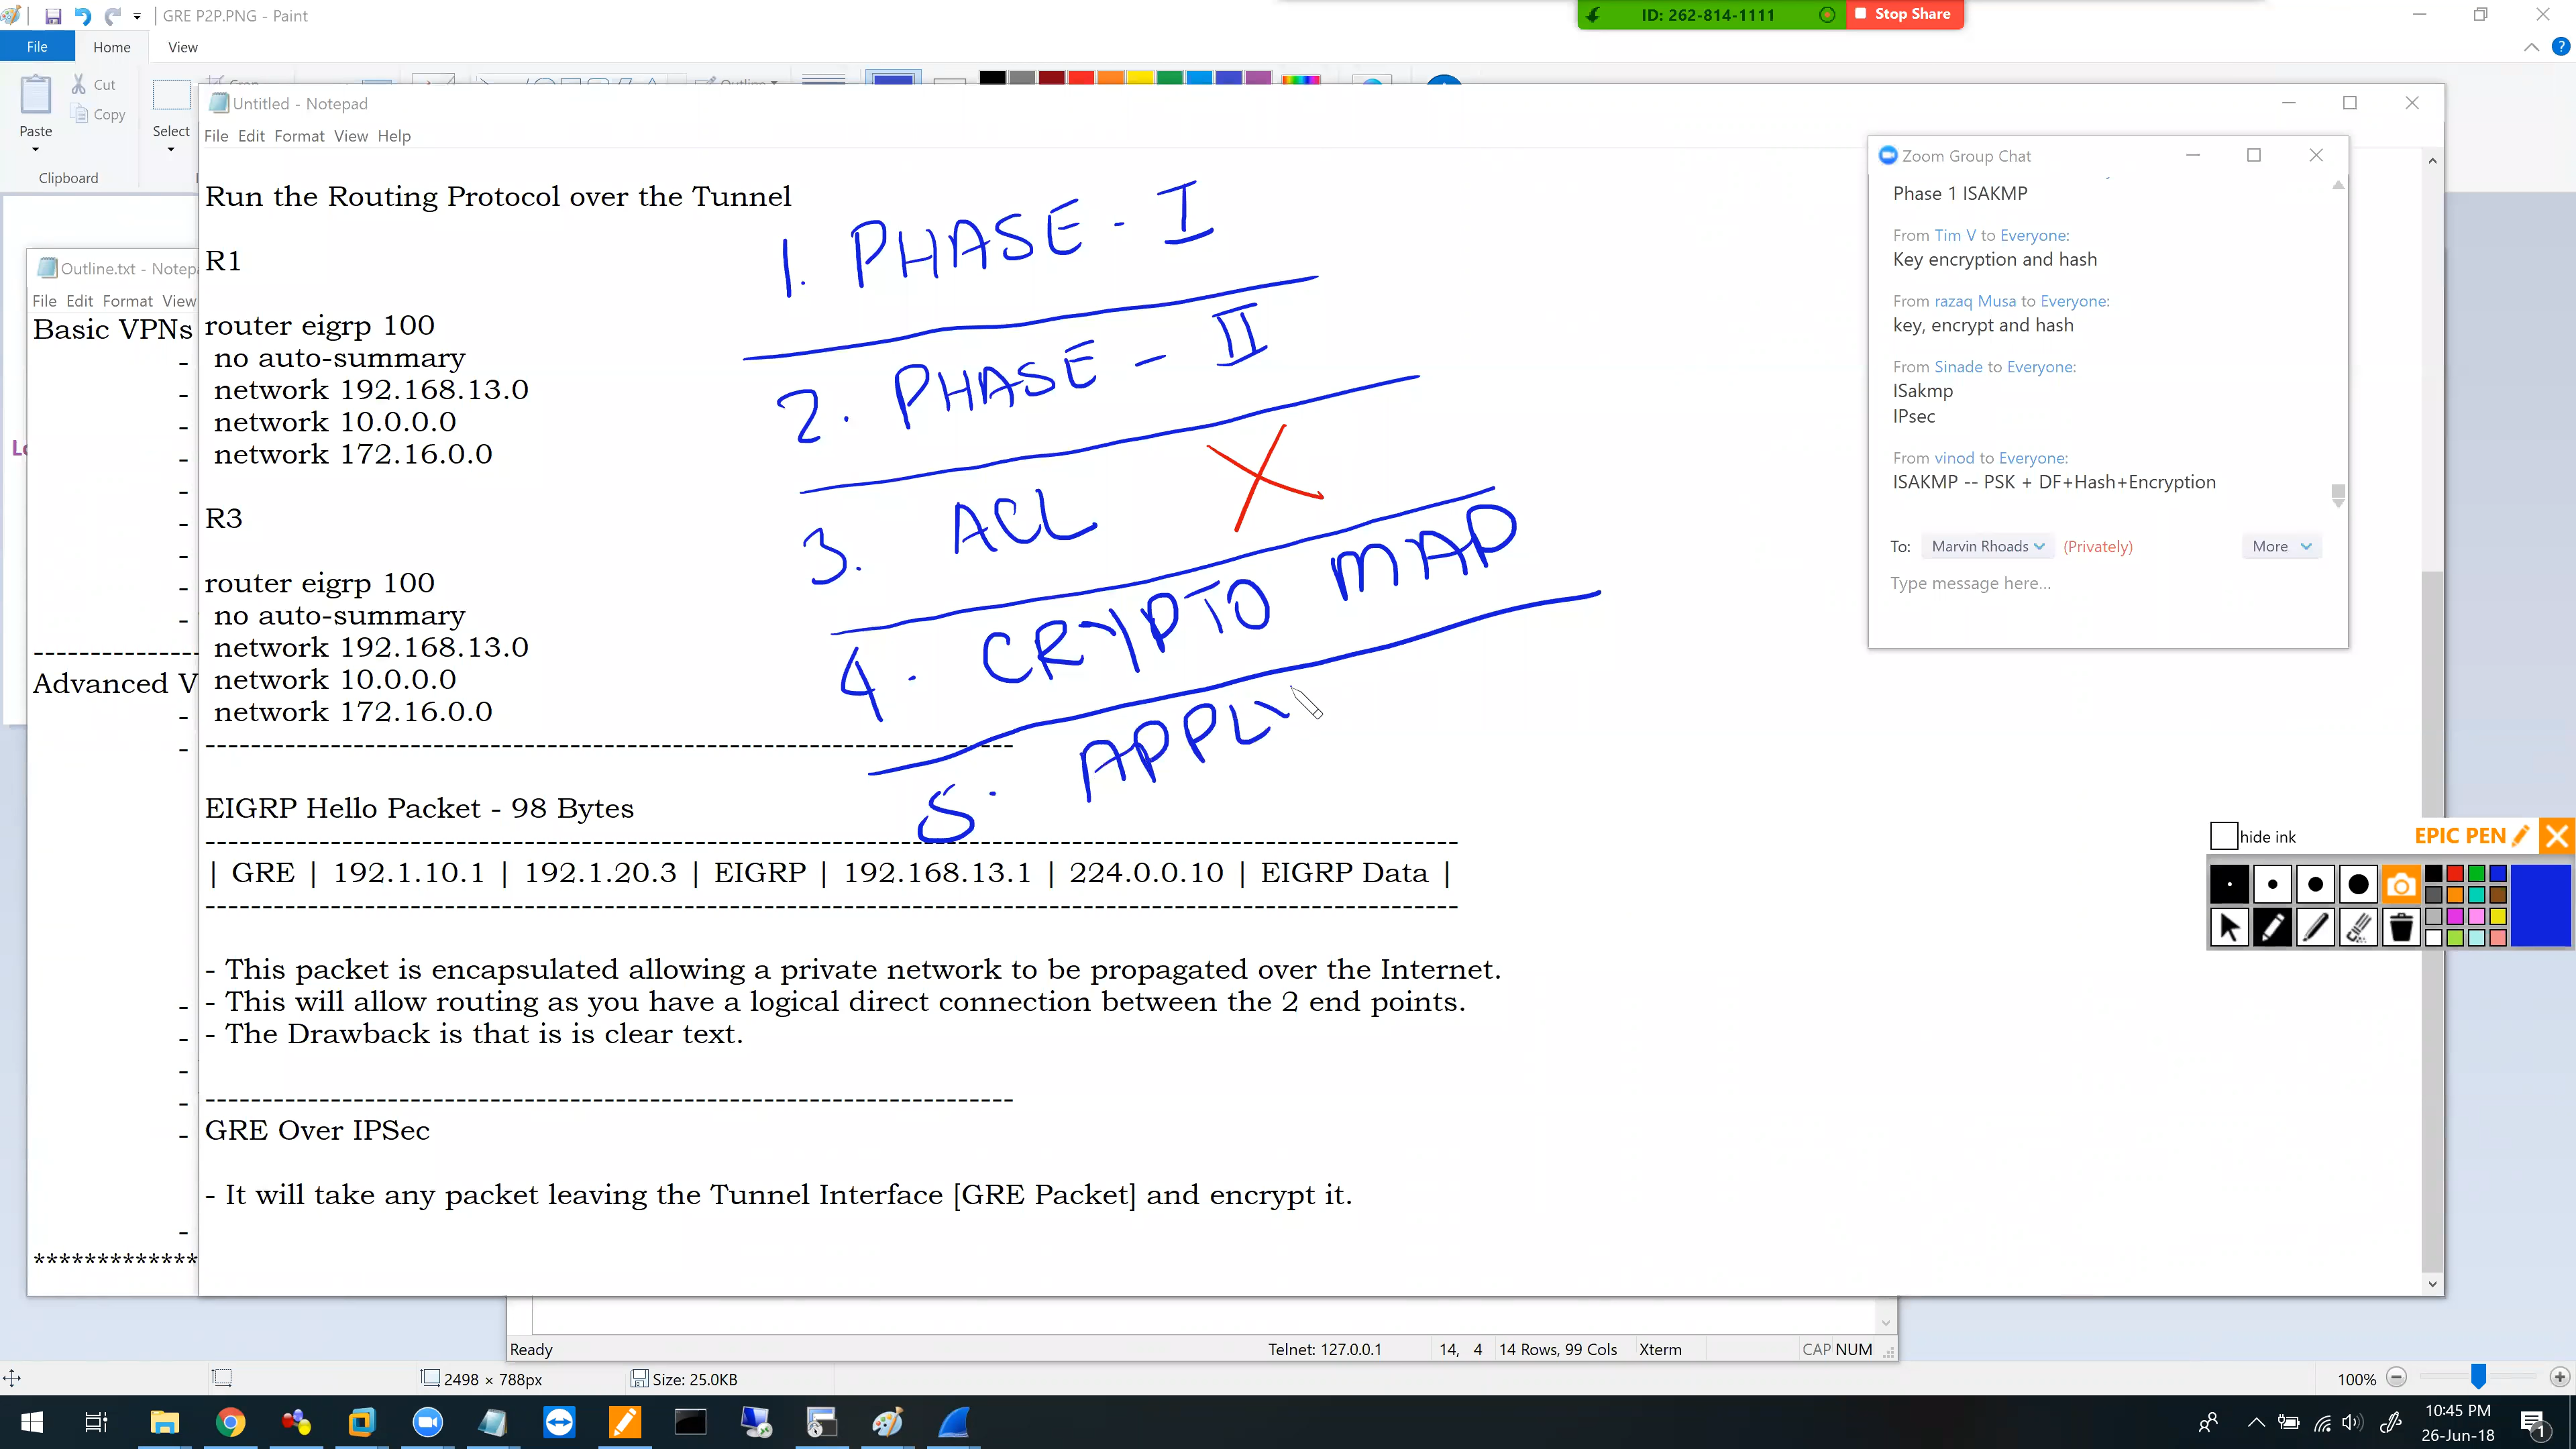 GRE P2P.PNG - Paint
ID: 262-814-1111
Stop Share
File
Home
View
Cut
Copy
Paste
Select
Clipboard
Outline
Untitled - Notepad
File Edit Format View Help
Run the Routing Protocol over the Tunnel
R1
router eigrp 100
no auto-summary
network 192.168.13.0
network 10.0.0.0
network 172.16.0.0
R3
router eigrp 100
no auto-summary
network 192.168.13.0
network 10.0.0.0
network 172.16.0.0
--------------------------------------------------------------------
EIGRP Hello Packet - 98 Bytes
--------------------------------------------------------------------
| GRE | 192.1.10.1 | 192.1.20.3 | EIGRP | 192.168.13.1 | 224.0.0.10 | EIGRP Data |
--------------------------------------------------------------------
- This packet is encapsulated allowing a private network to be propagated over the Internet.
- This will allow routing as you have a logical direct connection between the 2 end points.
- The Drawback is that is is clear text.
--------------------------------------------------------------------
GRE Over IPSec
- It will take any packet leaving the Tunnel Interface [GRE Packet] and encrypt it.
1. PHASE - I
2. PHASE - II
3. ACL
4. CRYPTO MAP
5. APPLY
Outline.txt - Notep
File Edit Format View
Basic VPNs
Advanced V
*************
Zoom Group Chat
Phase 1 ISAKMP
From Tim V to Everyone:
Key encryption and hash
From razaq Musa to Everyone:
key, encrypt and hash
From Sinade to Everyone:
ISakmp
IPsec
From vinod to Everyone:
ISAKMP -- PSK + DF+Hash+Encryption
To: Marvin Rhoads (Privately)
More
Type message here...
hide ink
EPIC PEN
Ready
Telnet: 127.0.0.1
14, 4
14 Rows, 99 Cols
Xterm
CAP NUM
2498 × 788px
Size: 25.0KB
100%
10:45 PM
26-Jun-18
1